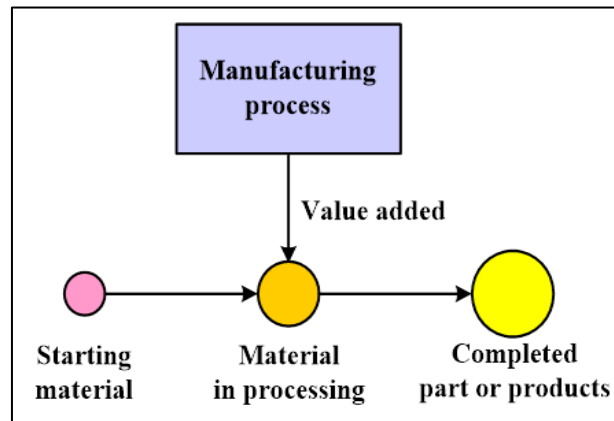 Manufacturing
process
Value added
Starting
material
Material
in processing
Completed
part or products